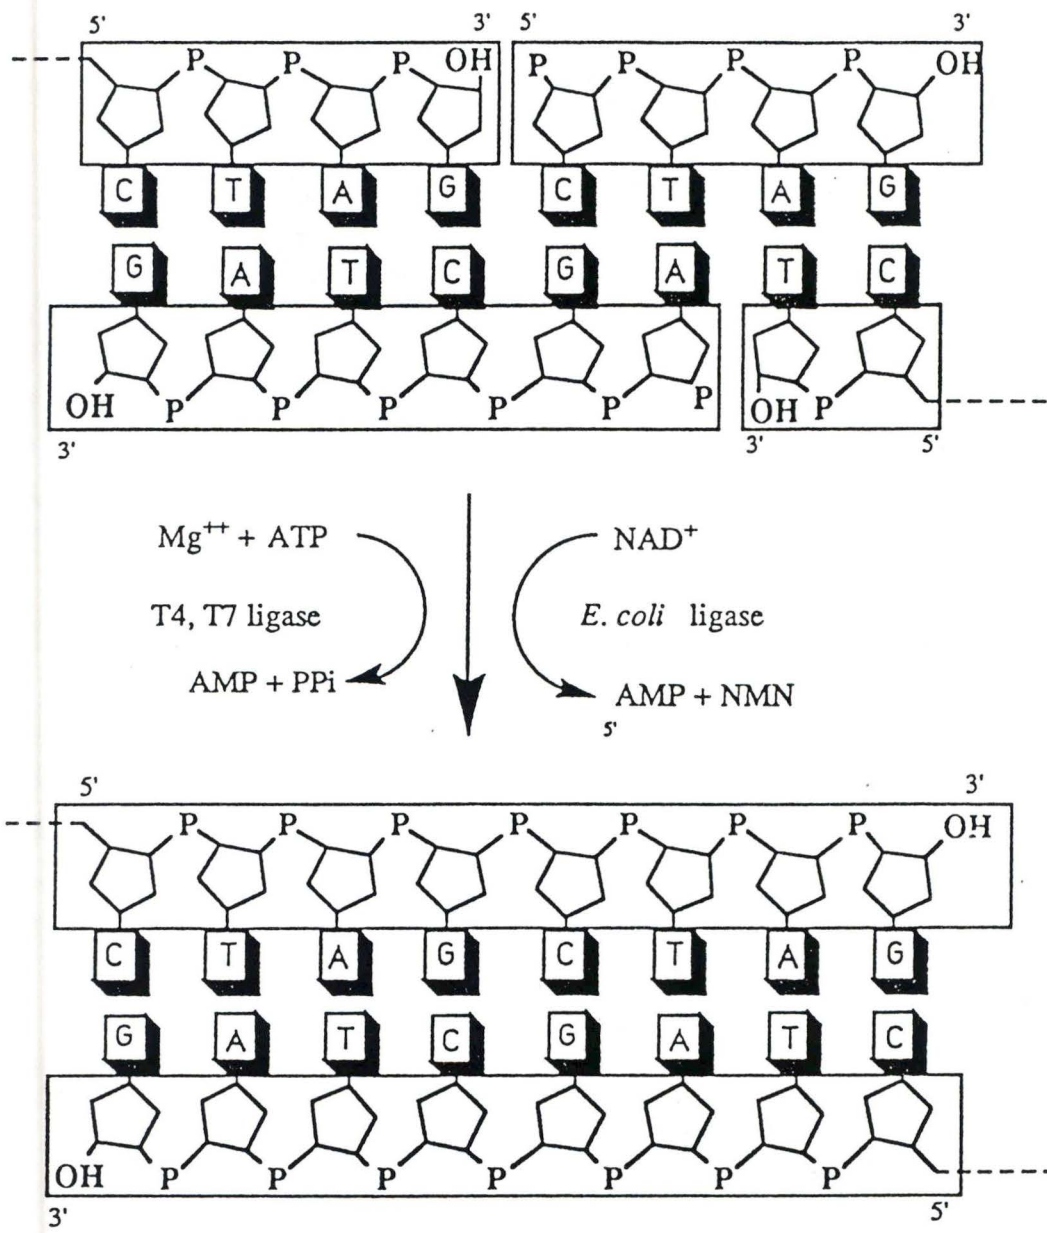 5' 3' 5' 3'
P P P OH P P P P OH
C T A G C T A G
G A T C G A T C
OH P P P P P P OH P
3' 3' 5'
Mg++ + ATP NAD+
T4, T7 ligase E. coli ligase
AMP + PPi AMP + NMN
5'
5' 3'
P P P P P P P OH
C T A G C T A G
G A T C G A T C
OH P P P P P P P
3' 5'